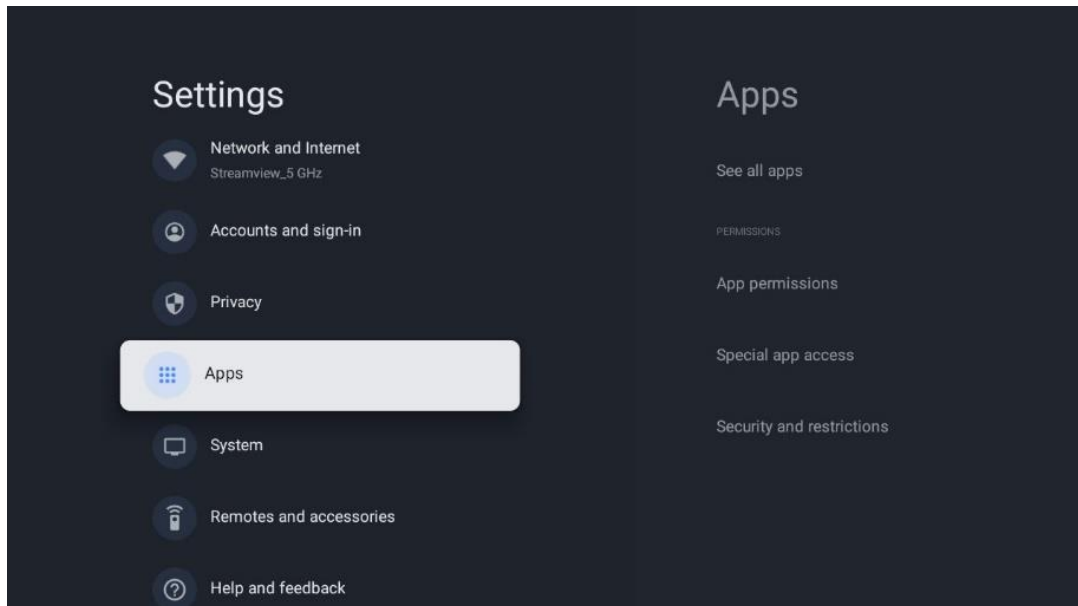 Settings
Network and Internet
Streamview_5 GHz
Accounts and sign-in
Privacy
Apps
System
Remotes and accessories
Help and feedback
Apps
See all apps
PERMISSIONS
App permissions
Special app access
Security and restrictions